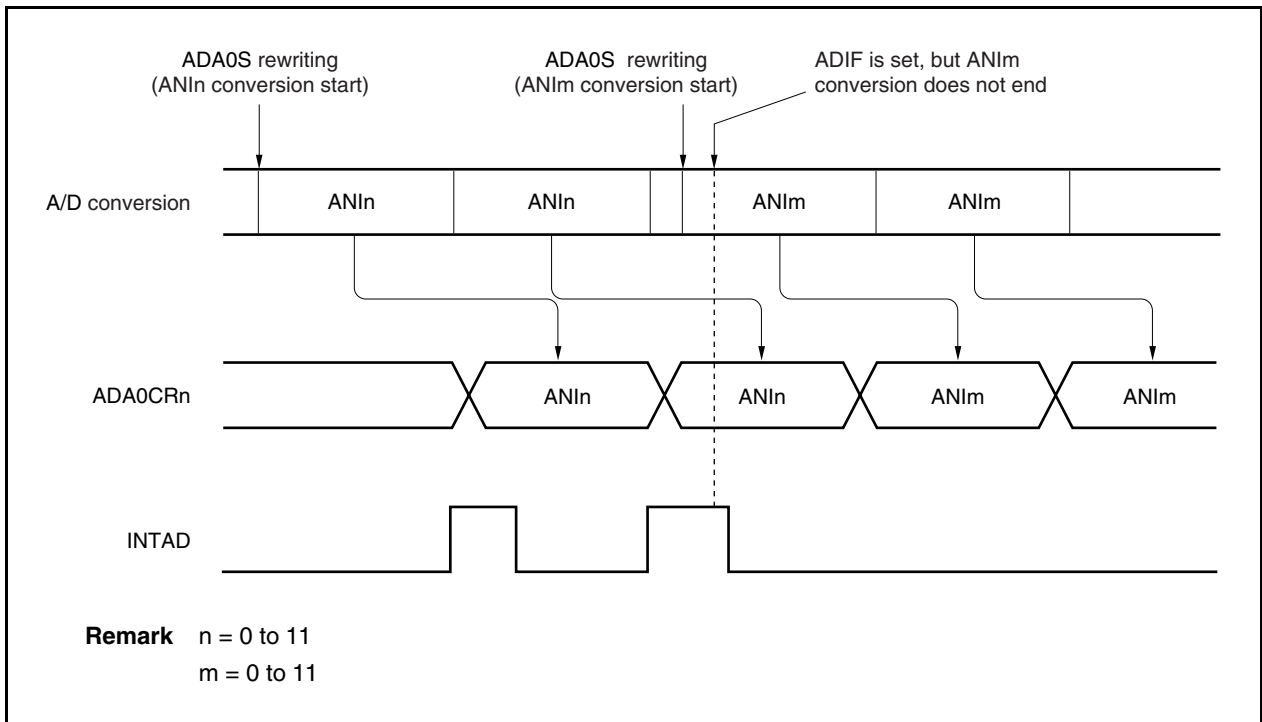 ADA0S rewriting
(ANIn conversion start)
ADA0S rewriting
(ANIm conversion start)
ADIF is set, but ANIm
conversion does not end
A/D conversion
ANIn
ANIn
ANIm
ANIm
ADA0CRn
ANIn
ANIn
ANIm
ANIm
INTAD
Remark n = 0 to 11
m = 0 to 11